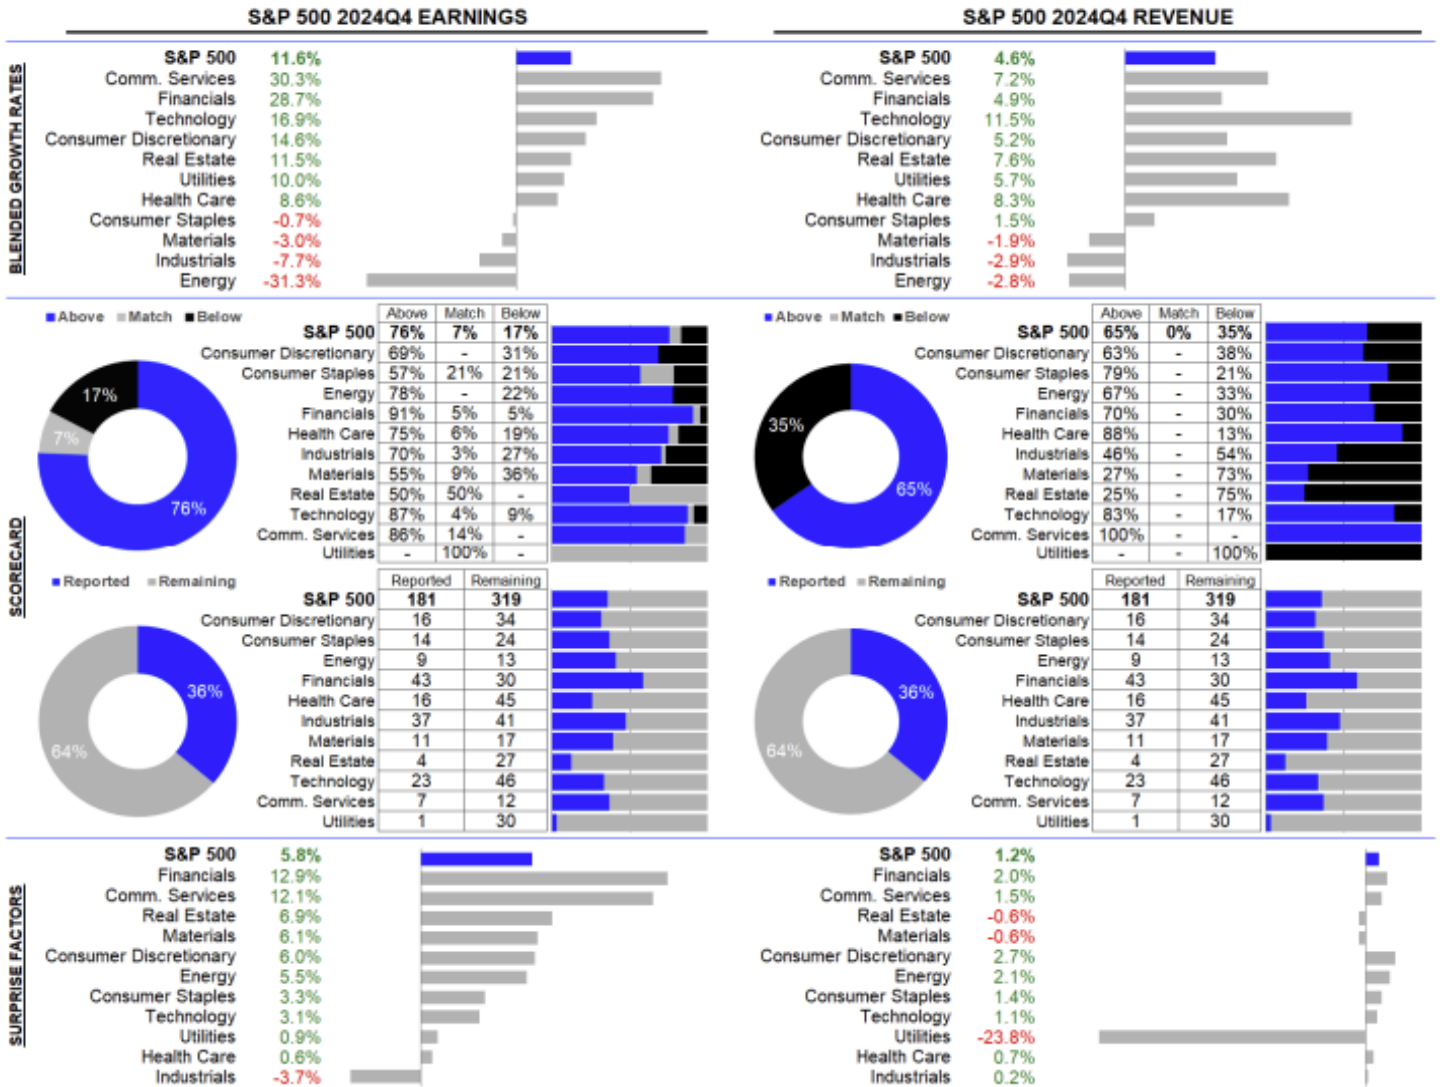 S&P 500 2024Q4 EARNINGS
BLENDED GROWTH RATES
S&P 500 11.6%
Comm. Services 30.3%
Financials 28.7%
Technology 16.9%
Consumer Discretionary 14.6%
Real Estate 11.5%
Utilities 10.0%
Health Care 8.6%
Consumer Staples -0.7%
Materials -3.0%
Industrials -7.7%
Energy -31.3%
S&P 500 2024Q4 REVENUE
S&P 500 4.6%
Comm. Services 7.2%
Financials 4.9%
Technology 11.5%
Consumer Discretionary 5.2%
Real Estate 7.6%
Utilities 5.7%
Health Care 8.3%
Consumer Staples 1.5%
Materials -1.9%
Industrials -2.9%
Energy -2.8%
SCORECARD
Above Match Below
17%
7%
76%
Above Match Below
S&P 500 76% 7% 17%
Consumer Discretionary 69% - 31%
Consumer Staples 57% 21% 21%
Energy 78% - 22%
Financials 91% 5% 5%
Health Care 75% 6% 19%
Industrials 70% 3% 27%
Materials 55% 9% 36%
Real Estate 50% 50% -
Technology 87% 4% 9%
Comm. Services 86% 14% -
Utilities - 100% -
Above Match Below
35%
65%
Above Match Below
S&P 500 65% 0% 35%
Consumer Discretionary 63% - 38%
Consumer Staples 79% - 21%
Energy 67% - 33%
Financials 70% - 30%
Health Care 88% - 13%
Industrials 46% - 54%
Materials 27% - 73%
Real Estate 25% - 75%
Technology 83% - 17%
Comm. Services 100% - -
Utilities - - 100%
Reported Remaining
36%
64%
Reported Remaining
S&P 500 181 319
Consumer Discretionary 16 34
Consumer Staples 14 24
Energy 9 13
Financials 43 30
Health Care 16 45
Industrials 37 41
Materials 11 17
Real Estate 4 27
Technology 23 46
Comm. Services 7 12
Utilities 1 30
Reported Remaining
36%
64%
Reported Remaining
S&P 500 181 319
Consumer Discretionary 16 34
Consumer Staples 14 24
Energy 9 13
Financials 43 30
Health Care 16 45
Industrials 37 41
Materials 11 17
Real Estate 4 27
Technology 23 46
Comm. Services 7 12
Utilities 1 30
SURPRISE FACTORS
S&P 500 5.8%
Financials 12.9%
Comm. Services 12.1%
Real Estate 6.9%
Materials 6.1%
Consumer Discretionary 6.0%
Energy 5.5%
Consumer Staples 3.3%
Technology 3.1%
Utilities 0.9%
Health Care 0.6%
Industrials -3.7%
S&P 500 1.2%
Financials 2.0%
Comm. Services 1.5%
Real Estate -0.6%
Materials -0.6%
Consumer Discretionary 2.7%
Energy 2.1%
Consumer Staples 1.4%
Technology 1.1%
Utilities -23.8%
Health Care 0.7%
Industrials 0.2%